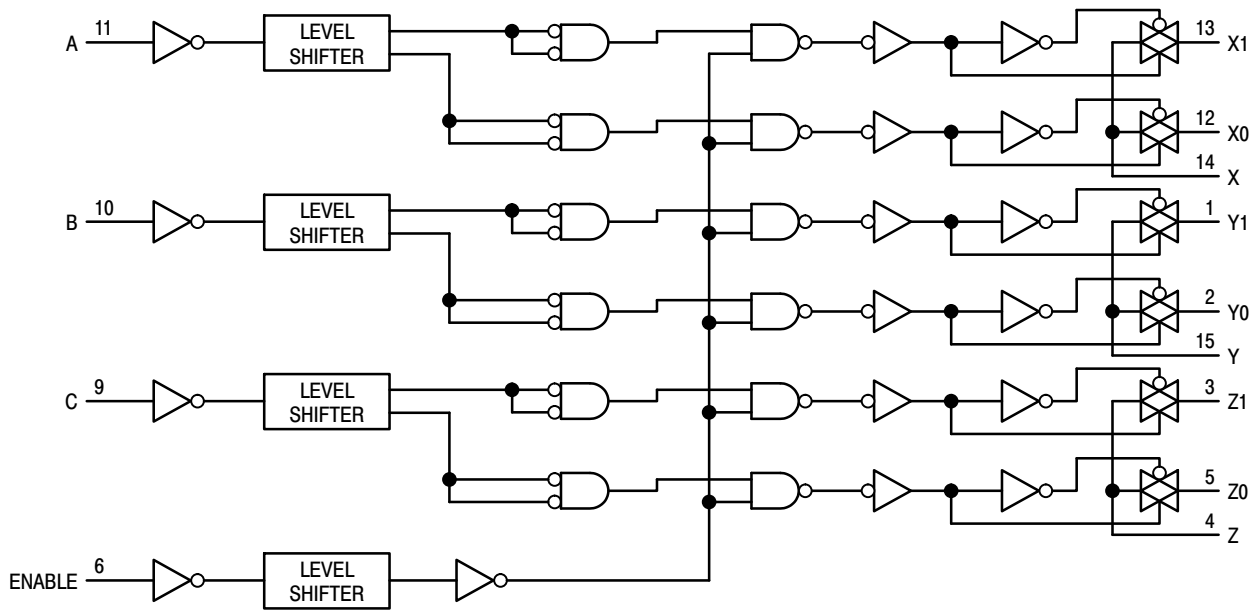 A 11
LEVEL
SHIFTER
13 X1
12 X0
14 X
B 10
LEVEL
SHIFTER
1 Y1
2 Y0
15 Y
C 9
LEVEL
SHIFTER
3 Z1
5 Z0
4 Z
ENABLE 6
LEVEL
SHIFTER